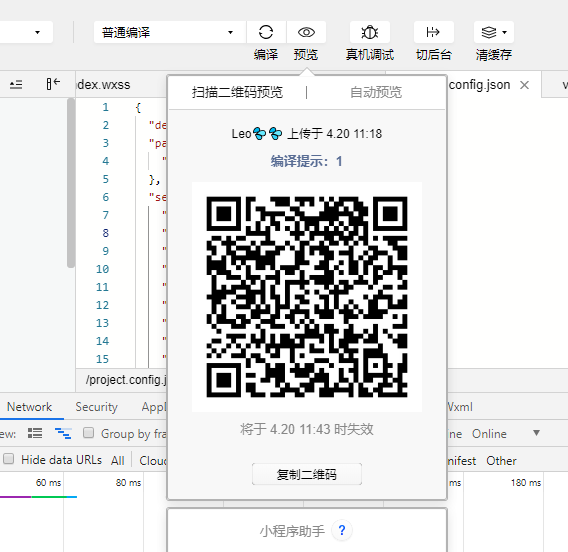 普通编译
编译 预览 真机调试 切后台 清缓存
dex.wxss config.json
扫描二维码预览 自动预览
Leo 上传于 4.20 11:18
编译提示：1
1 {
2 "de
3 "pa
4 "
5 },
6 "se
7 "
8 "
9 "
10 "
11 "
12 "
13 "
14 "
15 "
将于 4.20 11:43 时失效
复制二维码
/project.config.j
Network Security Appl Wxml
ew: Group by fra ine Online
Hide data URLs All Cloud nifest Other
60 ms 80 ms ms 180 ms
小程序助手 ?